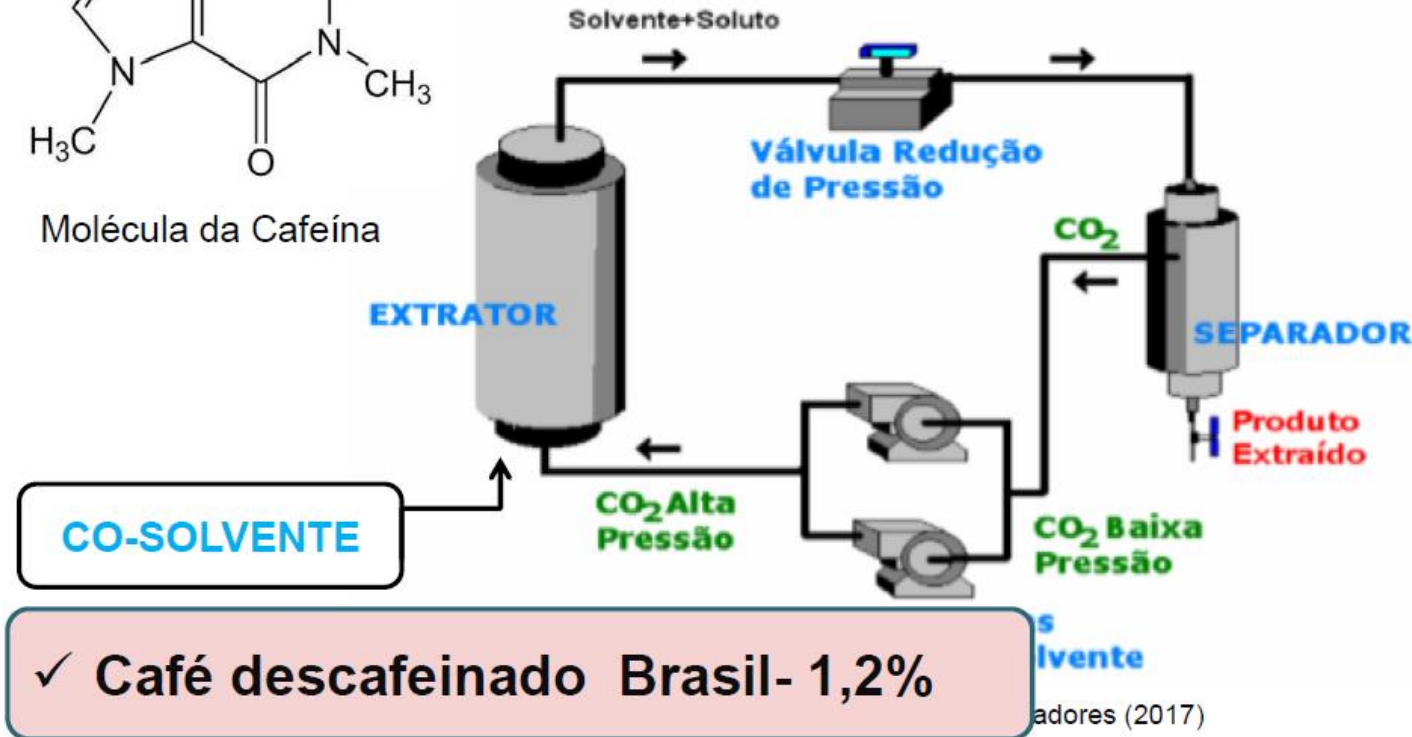 Solvente+Soluto
N
N
CH3
H3C
O
Molécula da Cafeína
Válvula Redução
de Pressão
CO2
EXTRATOR
SEPARADOR
Produto
Extraído
CO-SOLVENTE
CO2 Alta
Pressão
CO2 Baixa
Pressão
✓ Café descafeinado Brasil- 1,2%
s
lvente
adores (2017)